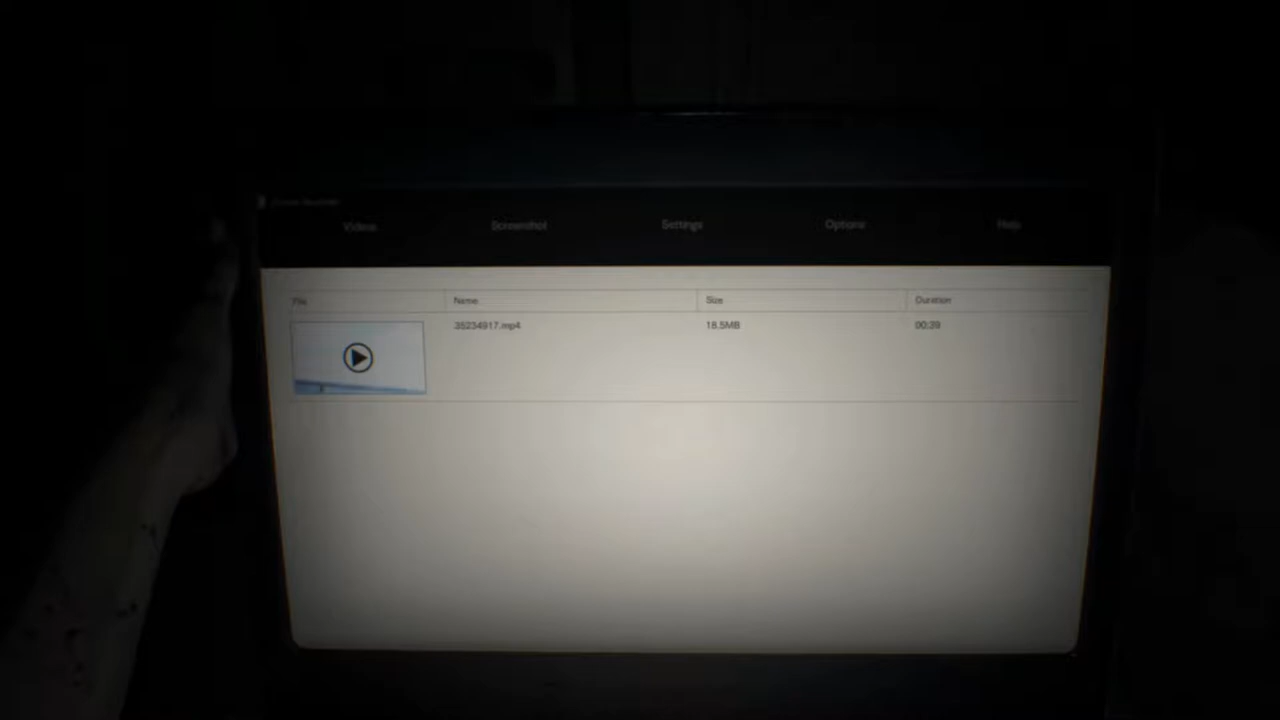 Videos Screenshot Settings Options Help
File Name Size Duration
35234917.mp4 18.5MB 00:39